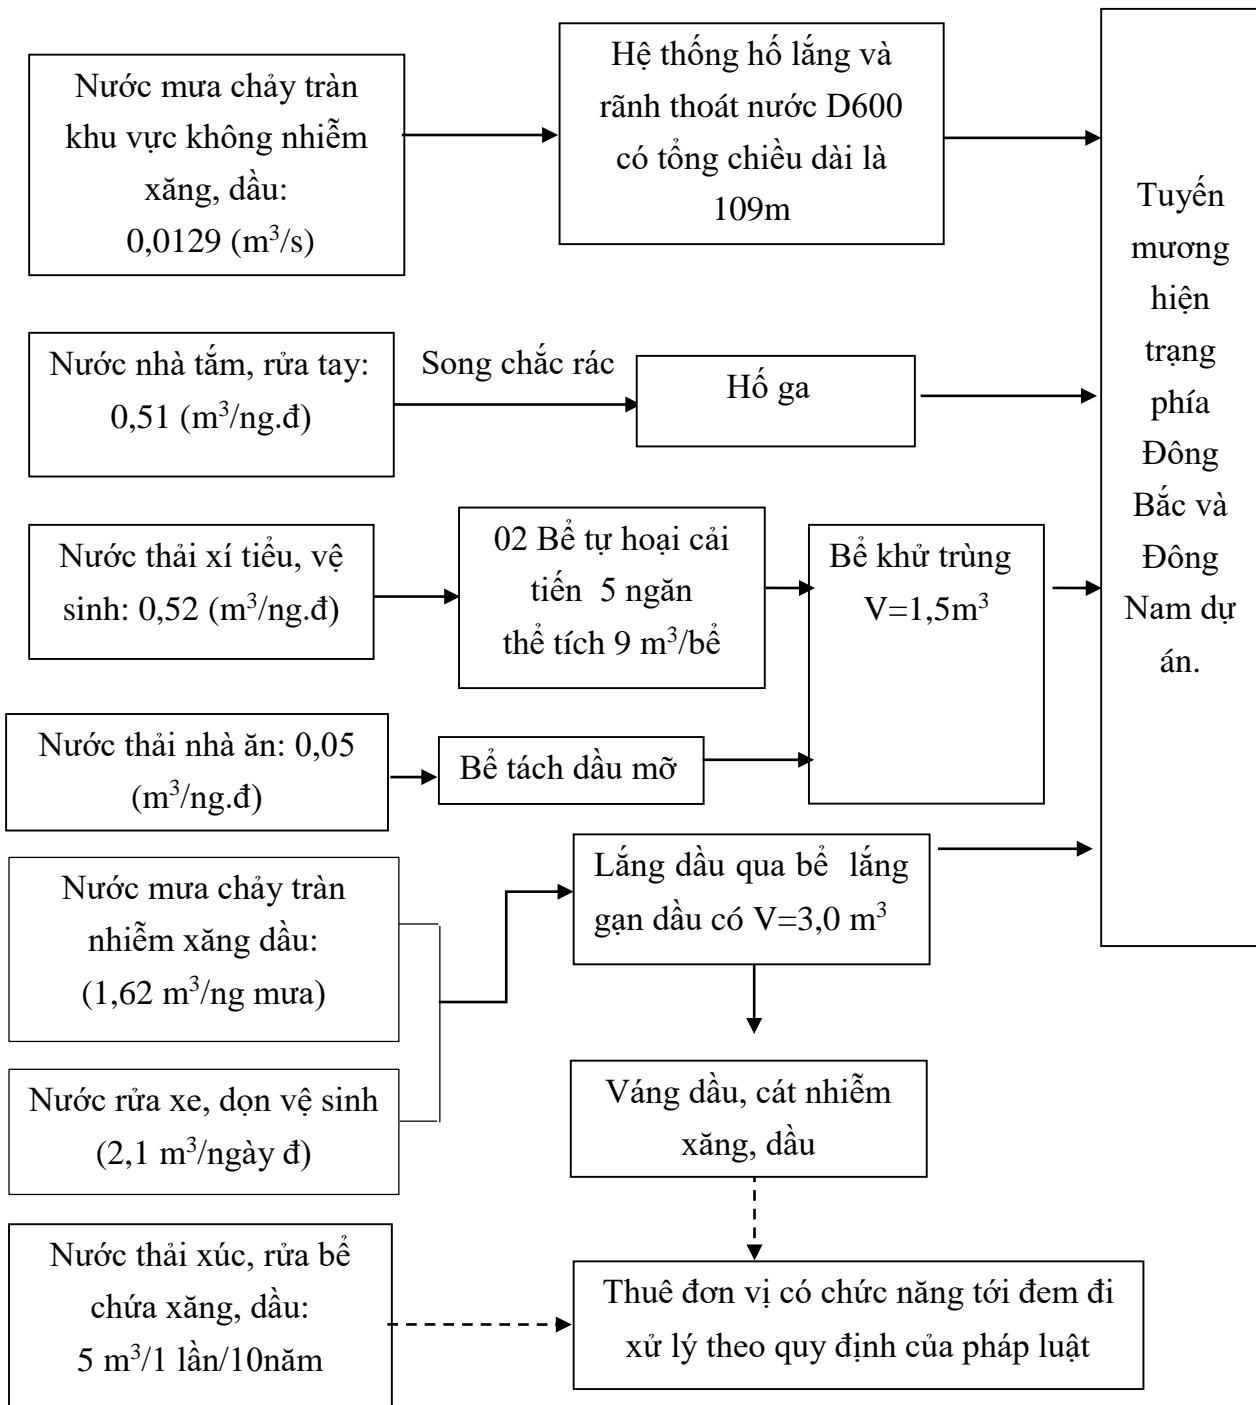 Nước mưa chảy tràn
khu vực không nhiễm
xăng, dầu:
0,0129 (m³/s)
Hệ thống hố lắng và
rãnh thoát nước D600
có tổng chiều dài là
109m
Tuyến
mương
hiện
trạng
phía
Đông
Bắc và
Đông
Nam dự
án.
Nước nhà tắm, rửa tay:
0,51 (m³/ng.đ)
Song chắc rác
Hố ga
Nước thải xí tiểu, vệ
sinh: 0,52 (m³/ng.đ)
02 Bể tự hoại cải
tiến 5 ngăn
thể tích 9 m³/bể
Bể khử trùng
V=1,5m³
Nước thải nhà ăn: 0,05
(m³/ng.đ)
Bể tách dầu mỡ
Nước mưa chảy tràn
nhiễm xăng dầu:
(1,62 m³/ng mưa)
Lắng dầu qua bể lắng
gạn dầu có V=3,0 m³
Nước rửa xe, dọn vệ sinh
(2,1 m³/ngày đ)
Váng dầu, cát nhiễm
xăng, dầu
Nước thải xúc, rửa bể
chứa xăng, dầu:
5 m³/1 lần/10năm
Thuê đơn vị có chức năng tới đem đi
xử lý theo quy định của pháp luật